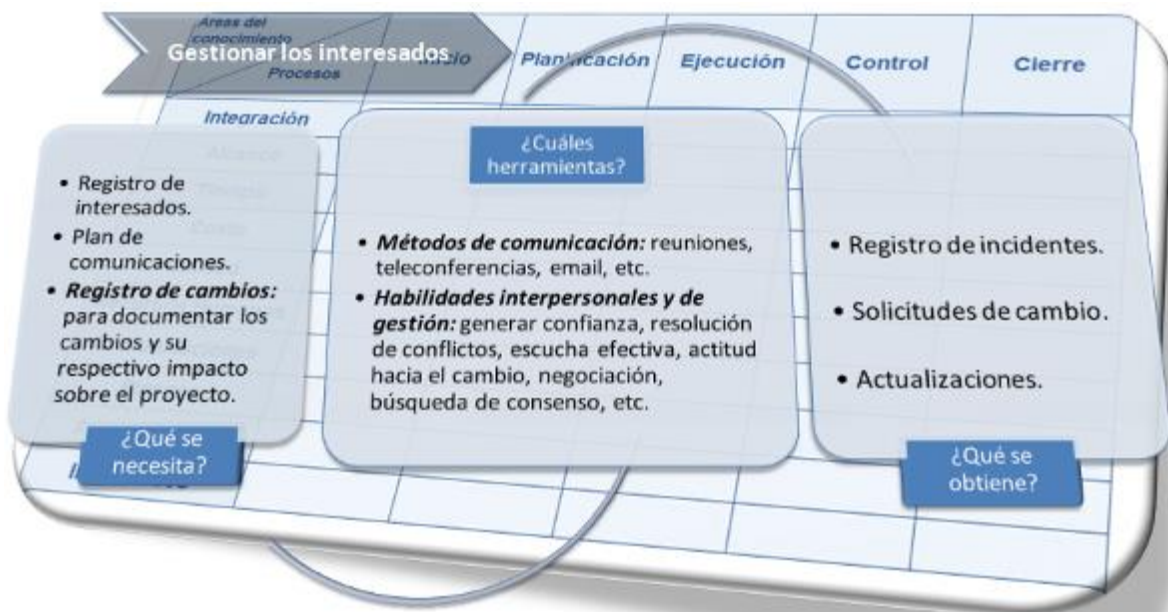 Áreas del
conocimiento
Gestionar los interesados
Procesos
Inicio
Planificación
Ejecución
Control
Cierre
Integración
Alcance
Tiempo
Costo
• Registro de
interesados.
• Plan de
comunicaciones.
• Registro de cambios:
para documentar los
cambios y su
respectivo impacto
sobre el proyecto.
¿Qué se
necesita?
¿Cuáles
herramientas?
• Métodos de comunicación: reuniones,
teleconferencias, email, etc.
• Habilidades interpersonales y de
gestión: generar confianza, resolución
de conflictos, escucha efectiva, actitud
hacia el cambio, negociación,
búsqueda de consenso, etc.
• Registro de incidentes.
• Solicitudes de cambio.
• Actualizaciones.
¿Qué se
obtiene?